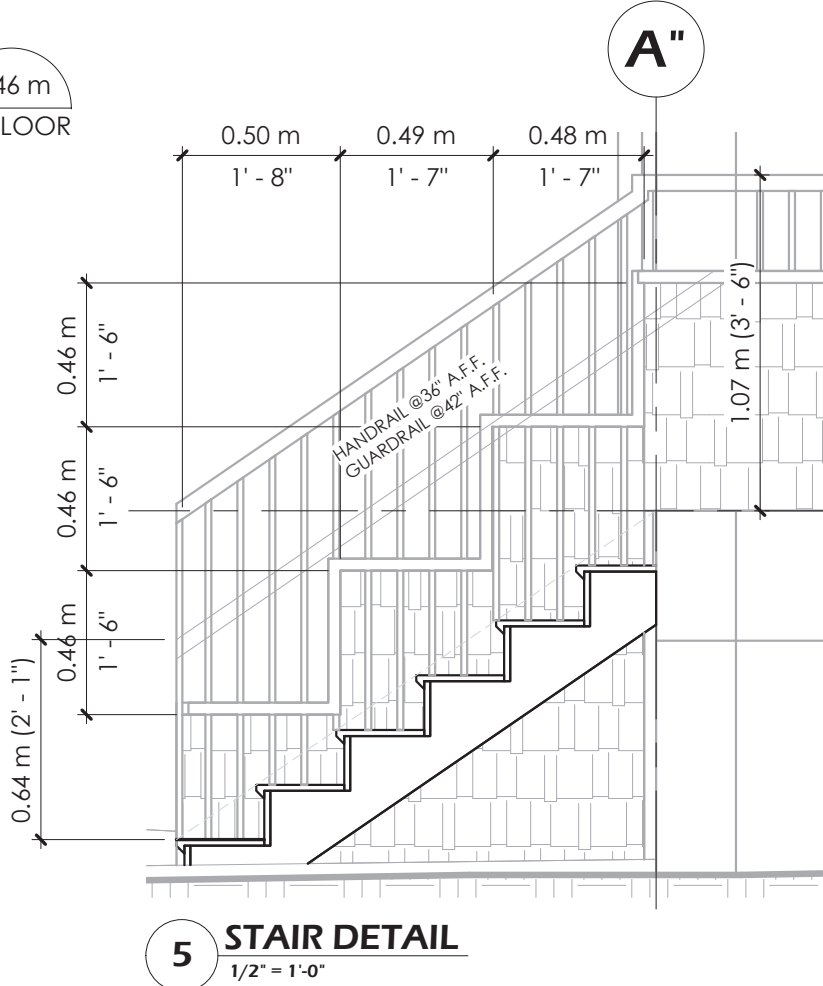 A"
46 m
LOOR
0.50 m
0.49 m
0.48 m
1' - 8"
1' - 7"
1' - 7"
0.46 m
1' - 6"
0.46 m
1' - 6"
0.46 m
1' - 6"
0.64 m (2' - 1")
1.07 m (3' - 6")
HANDRAIL @36" A.F.F.
GUARDRAIL @42" A.F.F.
5
STAIR DETAIL
1/2" = 1'-0"